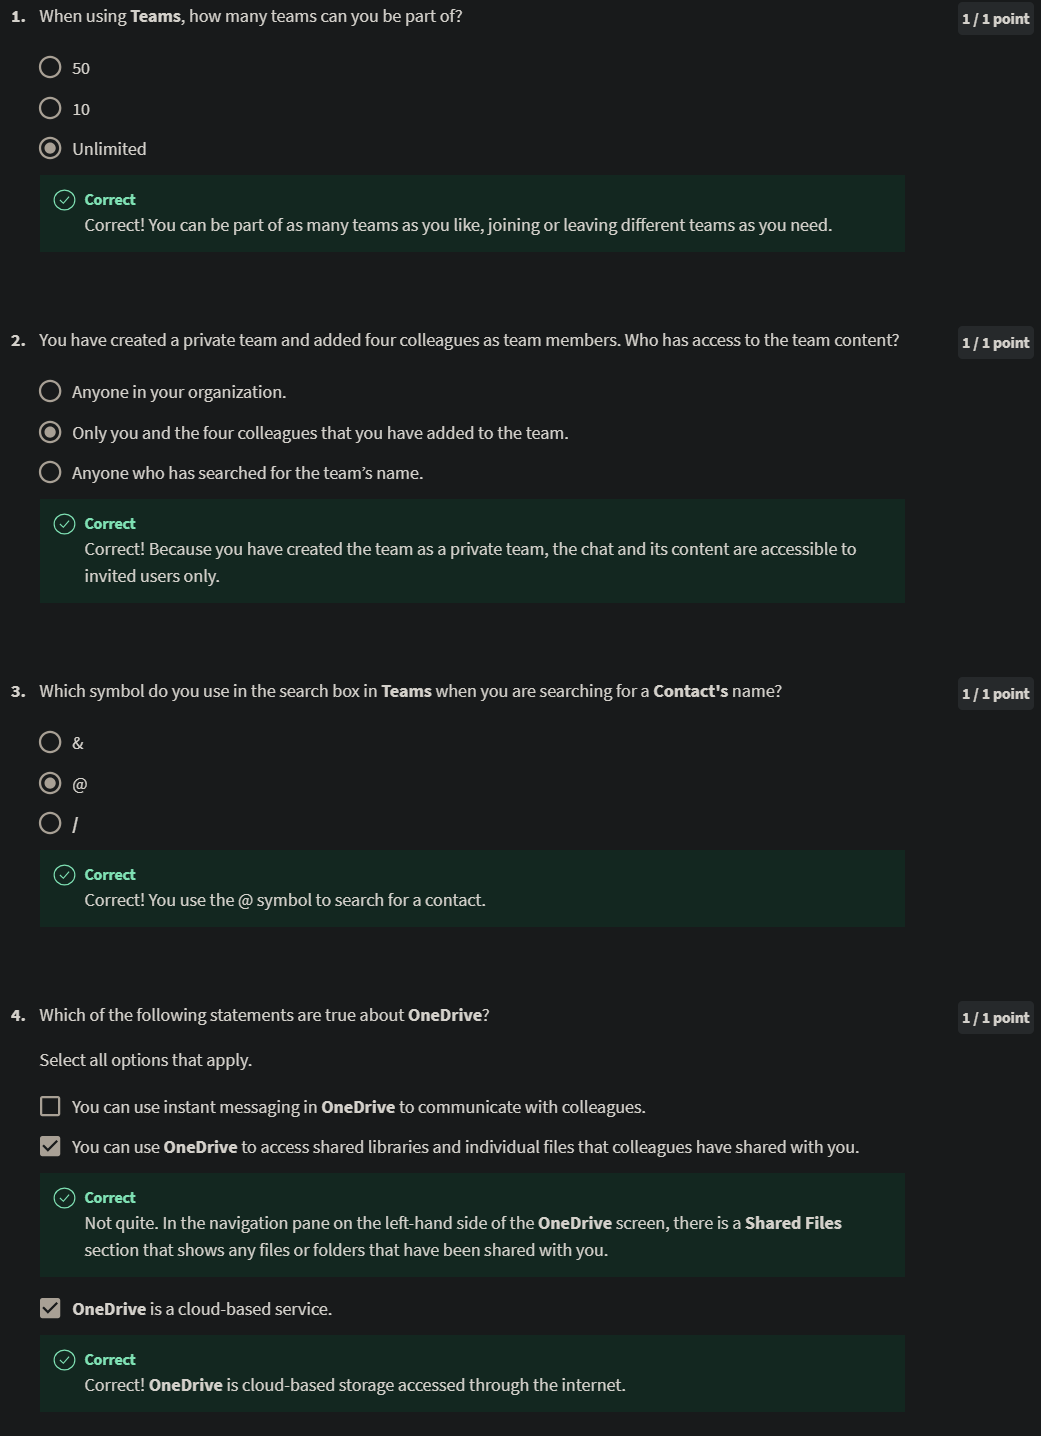 1. When using Teams, how many teams can you be part of?
1 / 1 point
50
10
Unlimited
Correct
Correct! You can be part of as many teams as you like, joining or leaving different teams as you need.
2. You have created a private team and added four colleagues as team members. Who has access to the team content?
1 / 1 point
Anyone in your organization.
Only you and the four colleagues that you have added to the team.
Anyone who has searched for the team’s name.
Correct
Correct! Because you have created the team as a private team, the chat and its content are accessible to
invited users only.
3. Which symbol do you use in the search box in Teams when you are searching for a Contact's name?
1 / 1 point
&
@
/
Correct
Correct! You use the @ symbol to search for a contact.
4. Which of the following statements are true about OneDrive?
1 / 1 point
Select all options that apply.
You can use instant messaging in OneDrive to communicate with colleagues.
You can use OneDrive to access shared libraries and individual files that colleagues have shared with you.
Correct
Not quite. In the navigation pane on the left-hand side of the OneDrive screen, there is a Shared Files
section that shows any files or folders that have been shared with you.
OneDrive is a cloud-based service.
Correct
Correct! OneDrive is cloud-based storage accessed through the internet.